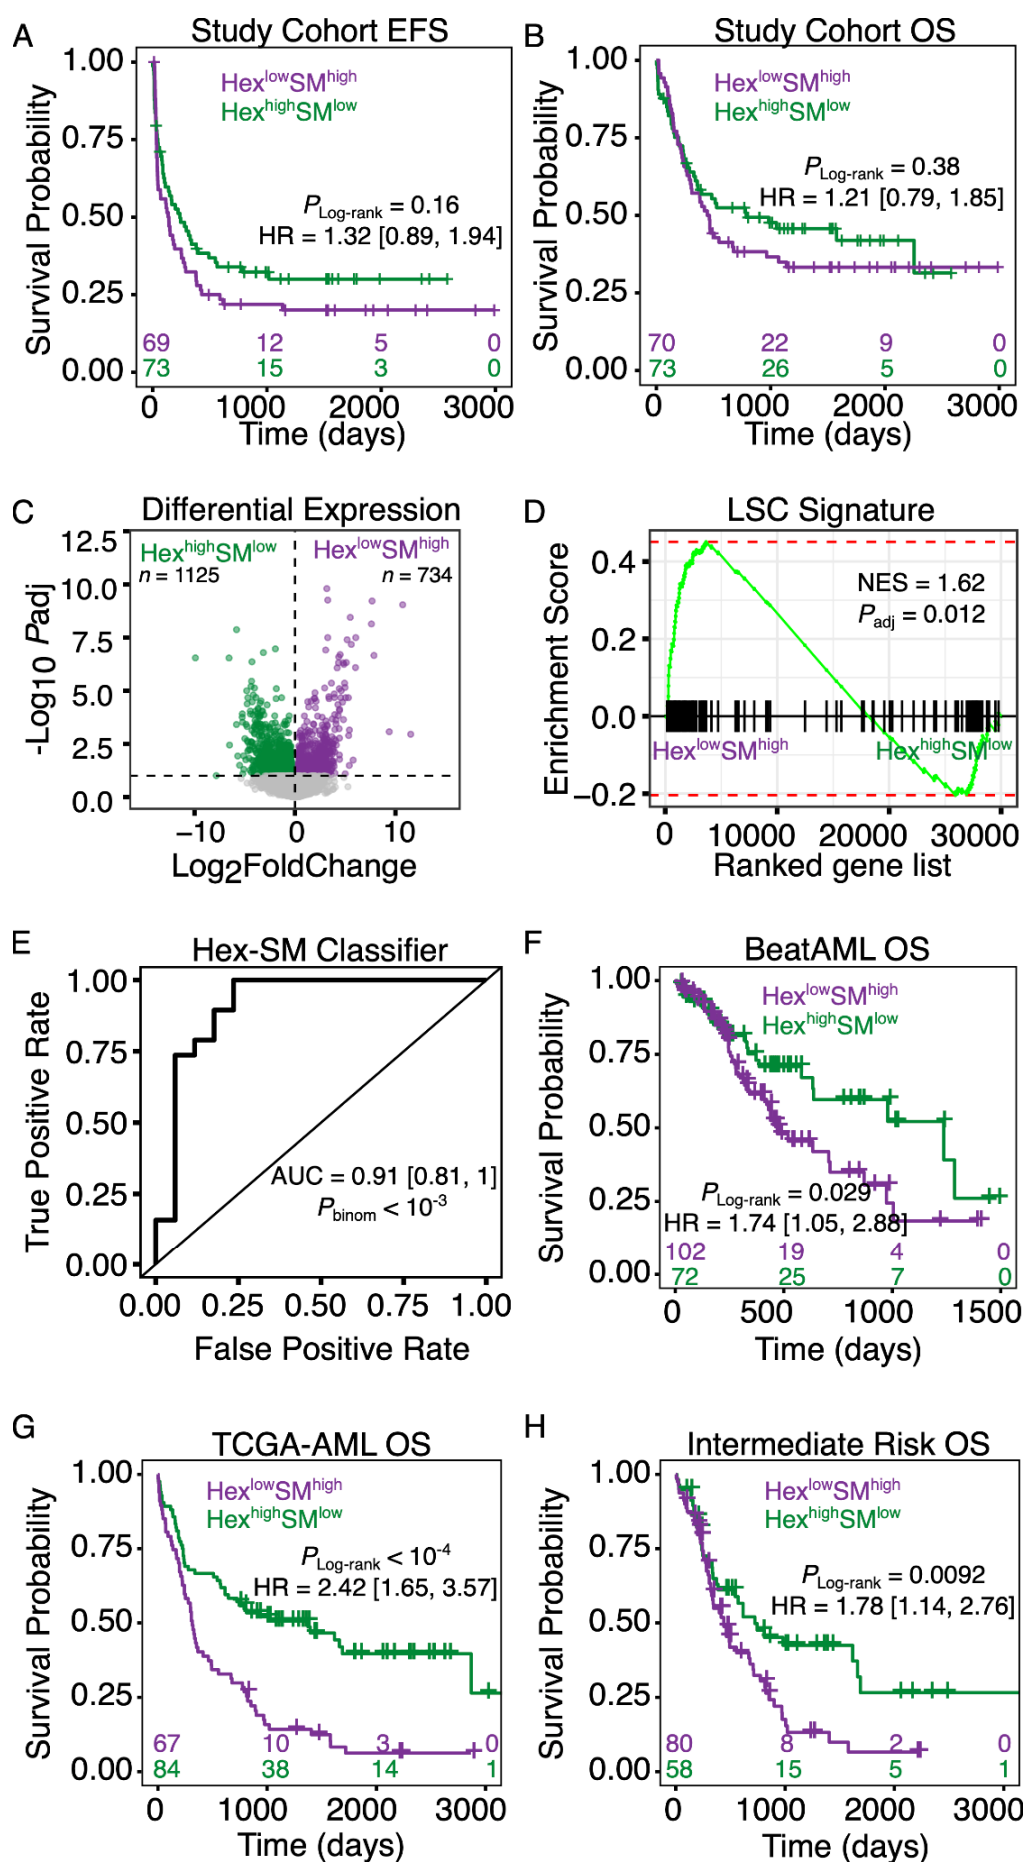 A
Study Cohort EFS
Survival Probability
1.00
0.75
0.50
0.25
0.00
Hex^low SM^high
Hex^high SM^low
P Log-rank = 0.16
HR = 1.32 [0.89, 1.94]
69 12 5 0
73 15 3 0
0 1000 2000 3000
Time (days)
B
Study Cohort OS
Survival Probability
1.00
0.75
0.50
0.25
0.00
Hex^low SM^high
Hex^high SM^low
P Log-rank = 0.38
HR = 1.21 [0.79, 1.85]
70 22 9 0
73 26 5 0
0 1000 2000 3000
Time (days)
C
Differential Expression
-Log10 Padj
12.5
10.0
7.5
5.0
2.5
0.0
Hex^high SM^low
n = 1125
Hex^low SM^high
n = 734
−10 0 10
Log2FoldChange
D
LSC Signature
Enrichment Score
0.4
0.2
0.0
−0.2
NES = 1.62
P adj = 0.012
Hex^low SM^high
Hex^high SM^low
0 10000 20000 30000
Ranked gene list
E
Hex-SM Classifier
True Positive Rate
1.00
0.75
0.50
0.25
0.00
AUC = 0.91 [0.81, 1]
P binom < 10^-3
0.00 0.25 0.50 0.75 1.00
False Positive Rate
F
BeatAML OS
Survival Probability
1.00
0.75
0.50
0.25
0.00
Hex^low SM^high
Hex^high SM^low
P Log-rank = 0.029
HR = 1.74 [1.05, 2.88]
102 19 4 0
72 25 7 0
0 500 1000 1500
Time (days)
G
TCGA-AML OS
Survival Probability
1.00
0.75
0.50
0.25
0.00
Hex^low SM^high
Hex^high SM^low
P Log-rank < 10^-4
HR = 2.42 [1.65, 3.57]
67 10 3 0
84 38 14 1
0 1000 2000 3000
Time (days)
H
Intermediate Risk OS
Survival Probability
1.00
0.75
0.50
0.25
0.00
Hex^low SM^high
Hex^high SM^low
P Log-rank = 0.0092
HR = 1.78 [1.14, 2.76]
80 8 2 0
58 15 5 1
0 1000 2000 3000
Time (days)